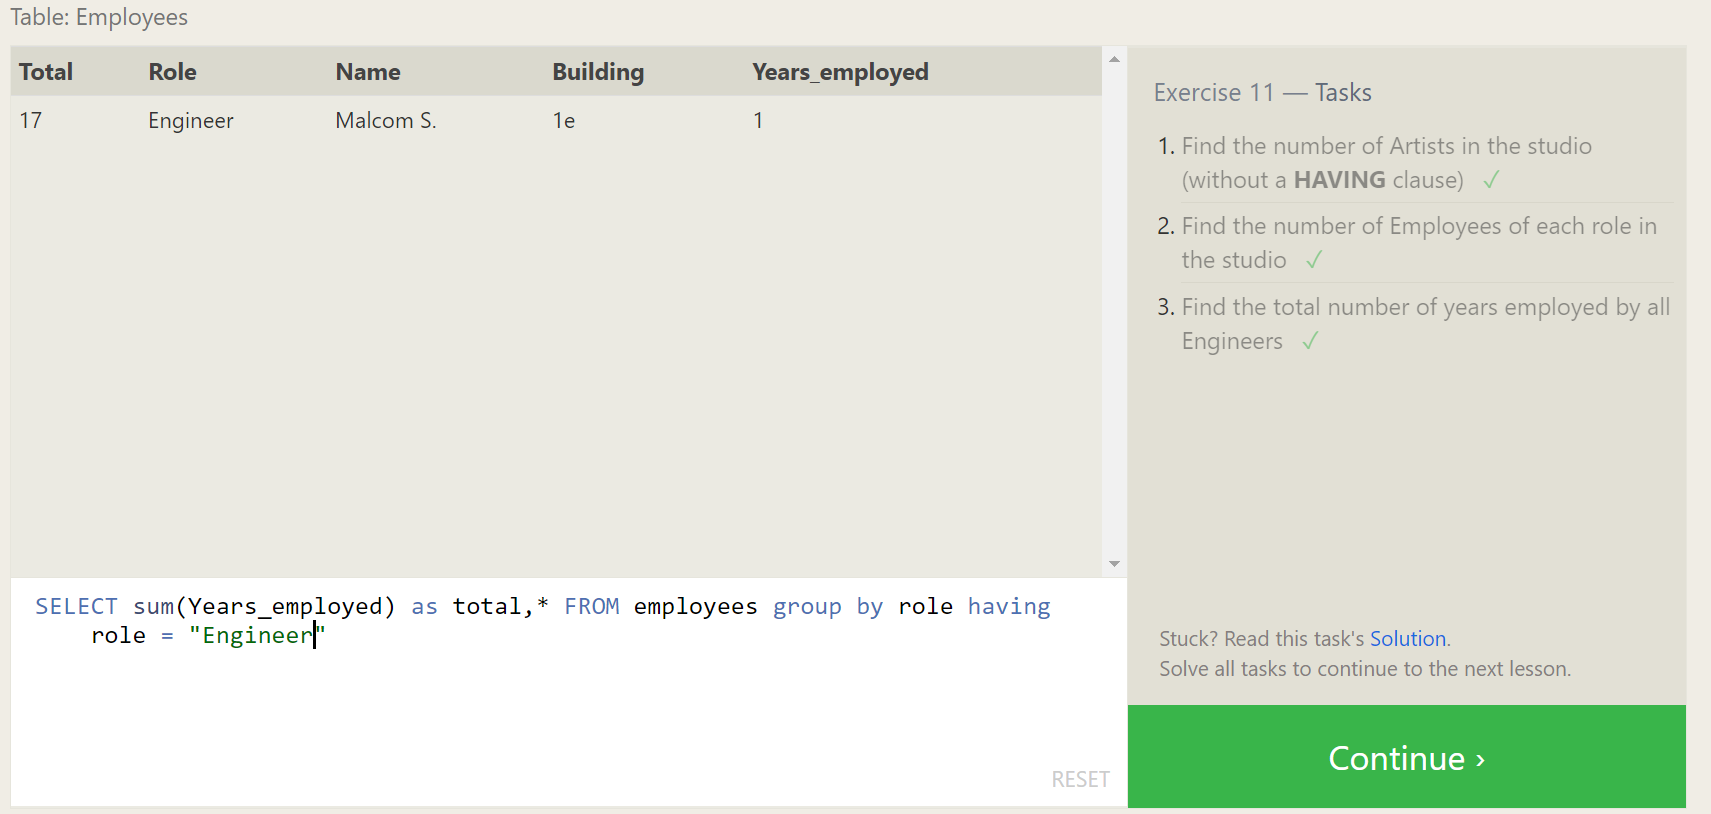 Table: Employees
Total Role Name Building Years_employed
17 Engineer Malcom S. 1e 1
SELECT sum(Years_employed) as total,* FROM employees group by role having
role = "Engineer"
RESET
Exercise 11 — Tasks
1. Find the number of Artists in the studio
(without a HAVING clause) ✓
2. Find the number of Employees of each role in
the studio ✓
3. Find the total number of years employed by all
Engineers ✓
Stuck? Read this task's Solution.
Solve all tasks to continue to the next lesson.
Continue ›